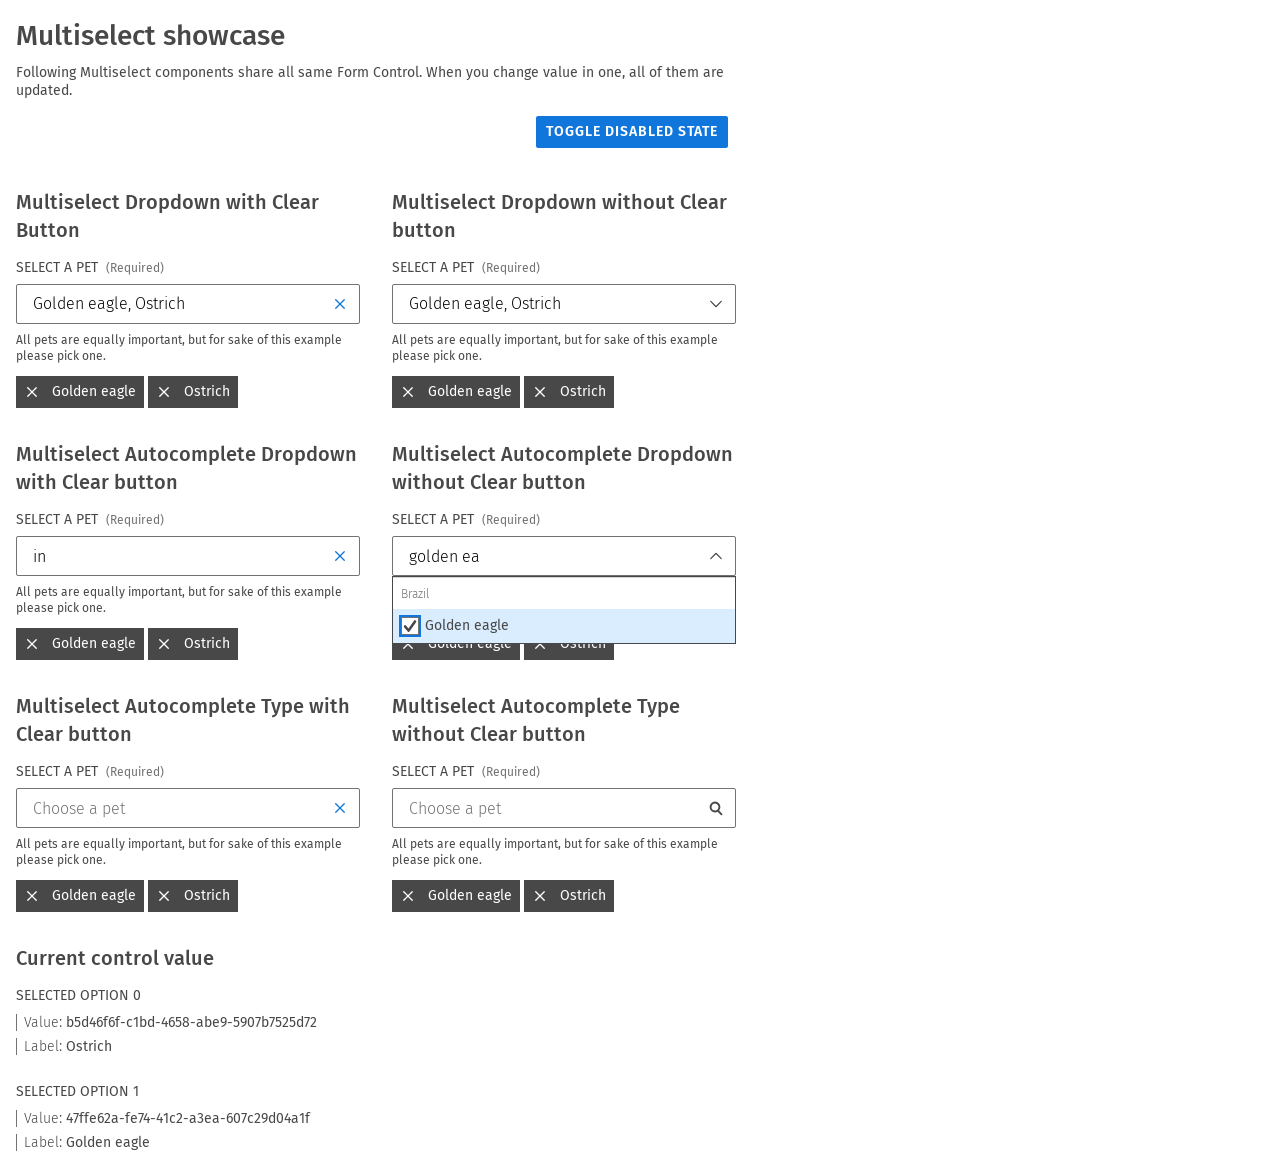 Multiselect showcase
Following Multiselect components share all same Form Control. When you change value in one, all of them are
updated.
TOGGLE DISABLED STATE
Multiselect Dropdown with Clear
Button
SELECT A PET (Required)
Golden eagle, Ostrich
All pets are equally important, but for sake of this example
please pick one.
Golden eagle
Ostrich
Multiselect Dropdown without Clear
button
SELECT A PET (Required)
Golden eagle, Ostrich
All pets are equally important, but for sake of this example
please pick one.
Golden eagle
Ostrich
Multiselect Autocomplete Dropdown
with Clear button
SELECT A PET (Required)
in
All pets are equally important, but for sake of this example
please pick one.
Golden eagle
Ostrich
Multiselect Autocomplete Dropdown
without Clear button
SELECT A PET (Required)
golden ea
Brazil
Golden eagle
Golden eagle
Ostrich
Multiselect Autocomplete Type with
Clear button
SELECT A PET (Required)
Choose a pet
All pets are equally important, but for sake of this example
please pick one.
Golden eagle
Ostrich
Multiselect Autocomplete Type
without Clear button
SELECT A PET (Required)
Choose a pet
All pets are equally important, but for sake of this example
please pick one.
Golden eagle
Ostrich
Current control value
SELECTED OPTION 0
Value: b5d46f6f-c1bd-4658-abe9-5907b7525d72
Label: Ostrich
SELECTED OPTION 1
Value: 47ffe62a-fe74-41c2-a3ea-607c29d04a1f
Label: Golden eagle